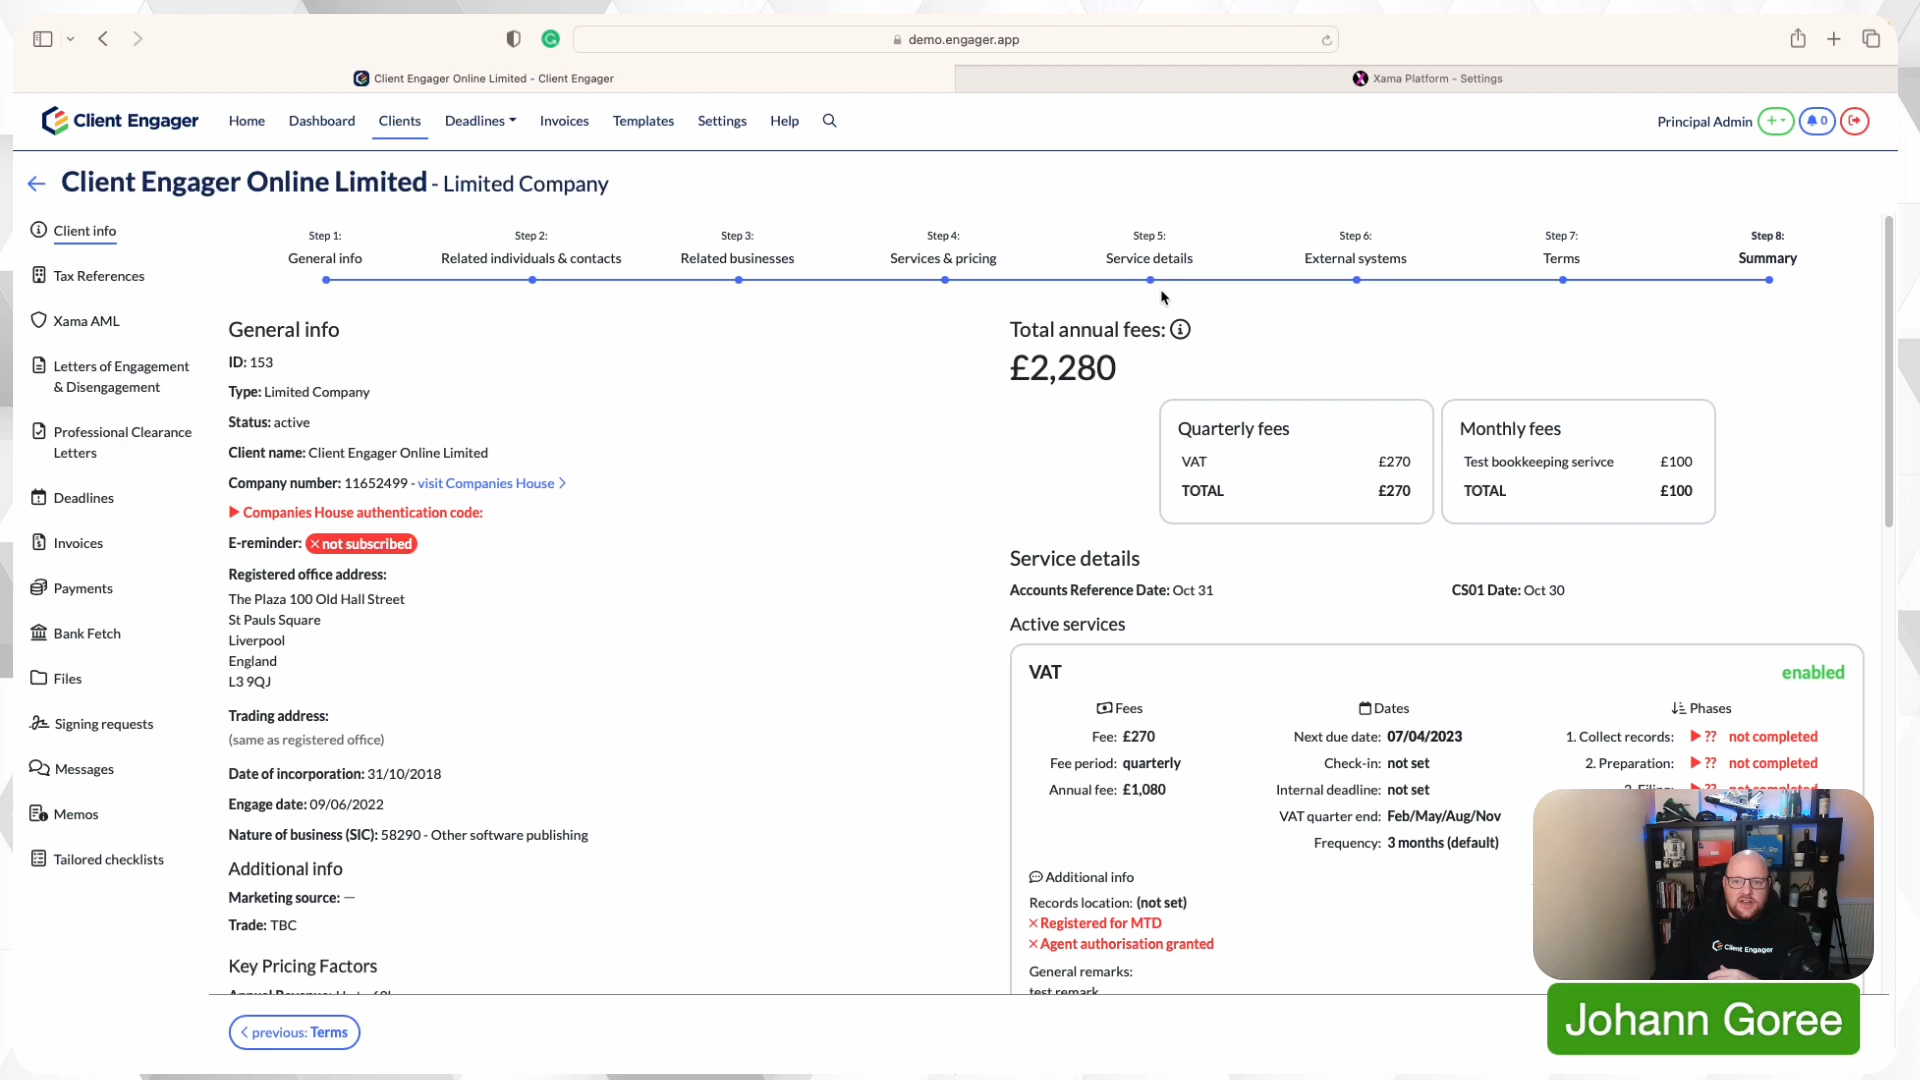 demo.engager.app
Client Engager Online Limited - Client Engager
Xama Platform - Settings
Client Engager
Home
Dashboard
Clients
Deadlines
Invoices
Templates
Settings
Help
Principal Admin
+
0
Client Engager Online Limited - Limited Company
Client info
Tax References
Xama AML
Letters of Engagement
& Disengagement
Professional Clearance
Letters
Deadlines
Invoices
Payments
Bank Fetch
Files
Signing requests
Messages
Memos
Tailored checklists
Step 1:
General info
Step 2:
Related individuals & contacts
Step 3:
Related businesses
Step 4:
Services & pricing
Step 5:
Service details
Step 6:
External systems
Step 7:
Terms
Step 8:
Summary
General info
ID: 153
Type: Limited Company
Status: active
Client name: Client Engager Online Limited
Company number: 11652499 - visit Companies House >
Companies House authentication code:
E-reminder: × not subscribed
Registered office address:
The Plaza 100 Old Hall Street
St Pauls Square
Liverpool
England
L3 9QJ
Trading address:
(same as registered office)
Date of incorporation: 31/10/2018
Engage date: 09/06/2022
Nature of business (SIC): 58290 - Other software publishing
Additional info
Marketing source: —
Trade: TBC
Key Pricing Factors
< previous: Terms
Total annual fees:
£2,280
Quarterly fees
VAT £270
TOTAL £270
Monthly fees
Test bookkeeping serivce £100
TOTAL £100
Service details
Accounts Reference Date: Oct 31
CS01 Date: Oct 30
Active services
VAT
enabled
Fees
Fee: £270
Fee period: quarterly
Annual fee: £1,080
Dates
Next due date: 07/04/2023
Check-in: not set
Internal deadline: not set
VAT quarter end: Feb/May/Aug/Nov
Frequency: 3 months (default)
Phases
1. Collect records: ?? not completed
2. Preparation: ?? not completed
Additional info
Records location: (not set)
× Registered for MTD
× Agent authorisation granted
General remarks:
test remark
Client Engager
Johann Goree